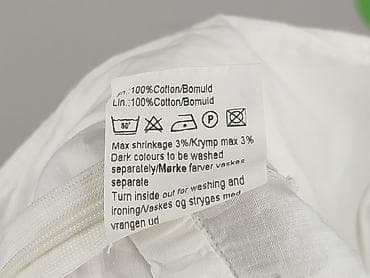 :100%Cotton/Bomuld
Lin.:100%Cotton/Bomuld
60° P
Max shrinkage 3%/Krymp max 3%
Dark colours to be washed
separately/Mørke farver vaskes
separate
Turn inside out for washing and
ironing/Vaskes og stryges med
vrangen ud